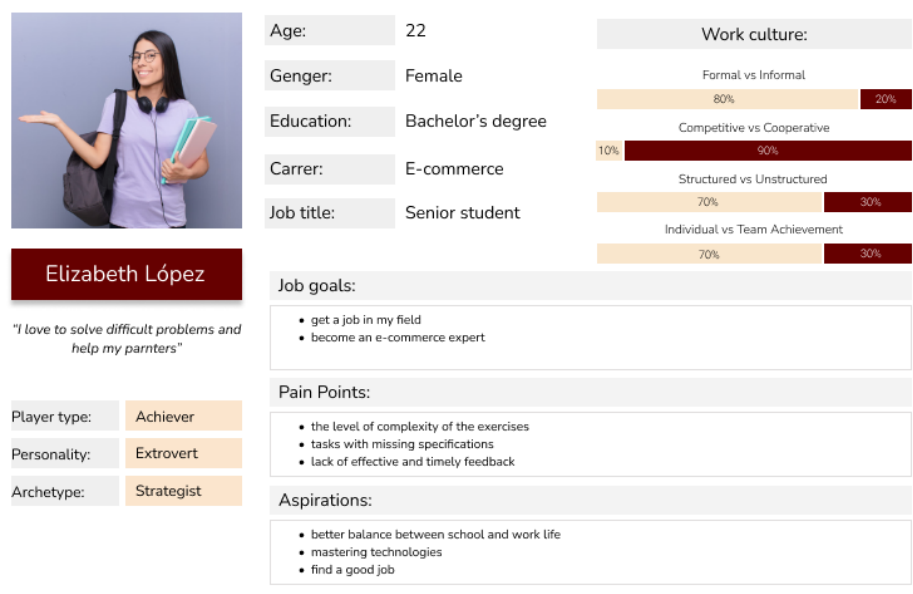 Age: 22
Genger: Female
Education: Bachelor’s degree
Carrer: E-commerce
Job title: Senior student
Work culture:
Formal vs Informal
80% 20%
Competitive vs Cooperative
10% 90%
Structured vs Unstructured
70% 30%
Individual vs Team Achievement
70% 30%
Elizabeth López
“I love to solve difficult problems and
help my parnters”
Player type: Achiever
Personality: Extrovert
Archetype: Strategist
Job goals:
• get a job in my field
• become an e-commerce expert
Pain Points:
• the level of complexity of the exercises
• tasks with missing specifications
• lack of effective and timely feedback
Aspirations:
• better balance between school and work life
• mastering technologies
• find a good job